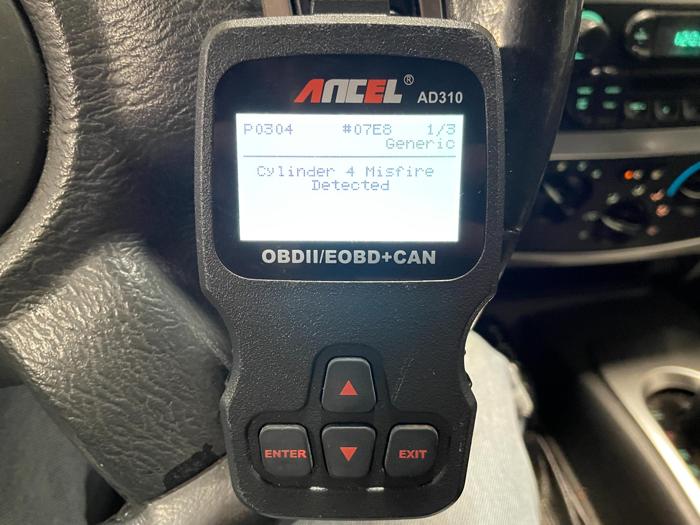 ANCEL® AD310
P0304 #07E8 1/3
Generic
Cylinder 4 Misfire
Detected
OBDII/EOBD+CAN
ENTER EXIT